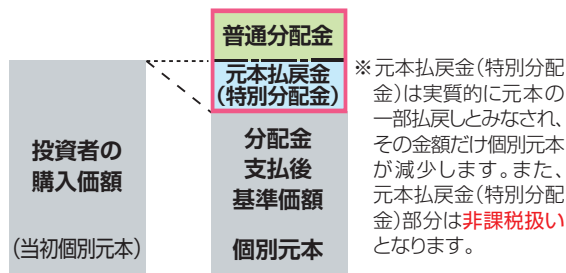 普通分配金
元本払戻金
(特別分配金)
分配金
支払後
基準価額
個別元本
投資者の
購入価額
(当初個別元本)
※元本払戻金(特別分配
金)は実質的に元本の
一部払戻しとみなされ、
その金額だけ個別元本
が減少します。また、
元本払戻金(特別分配
金)部分は非課税扱い
となります。